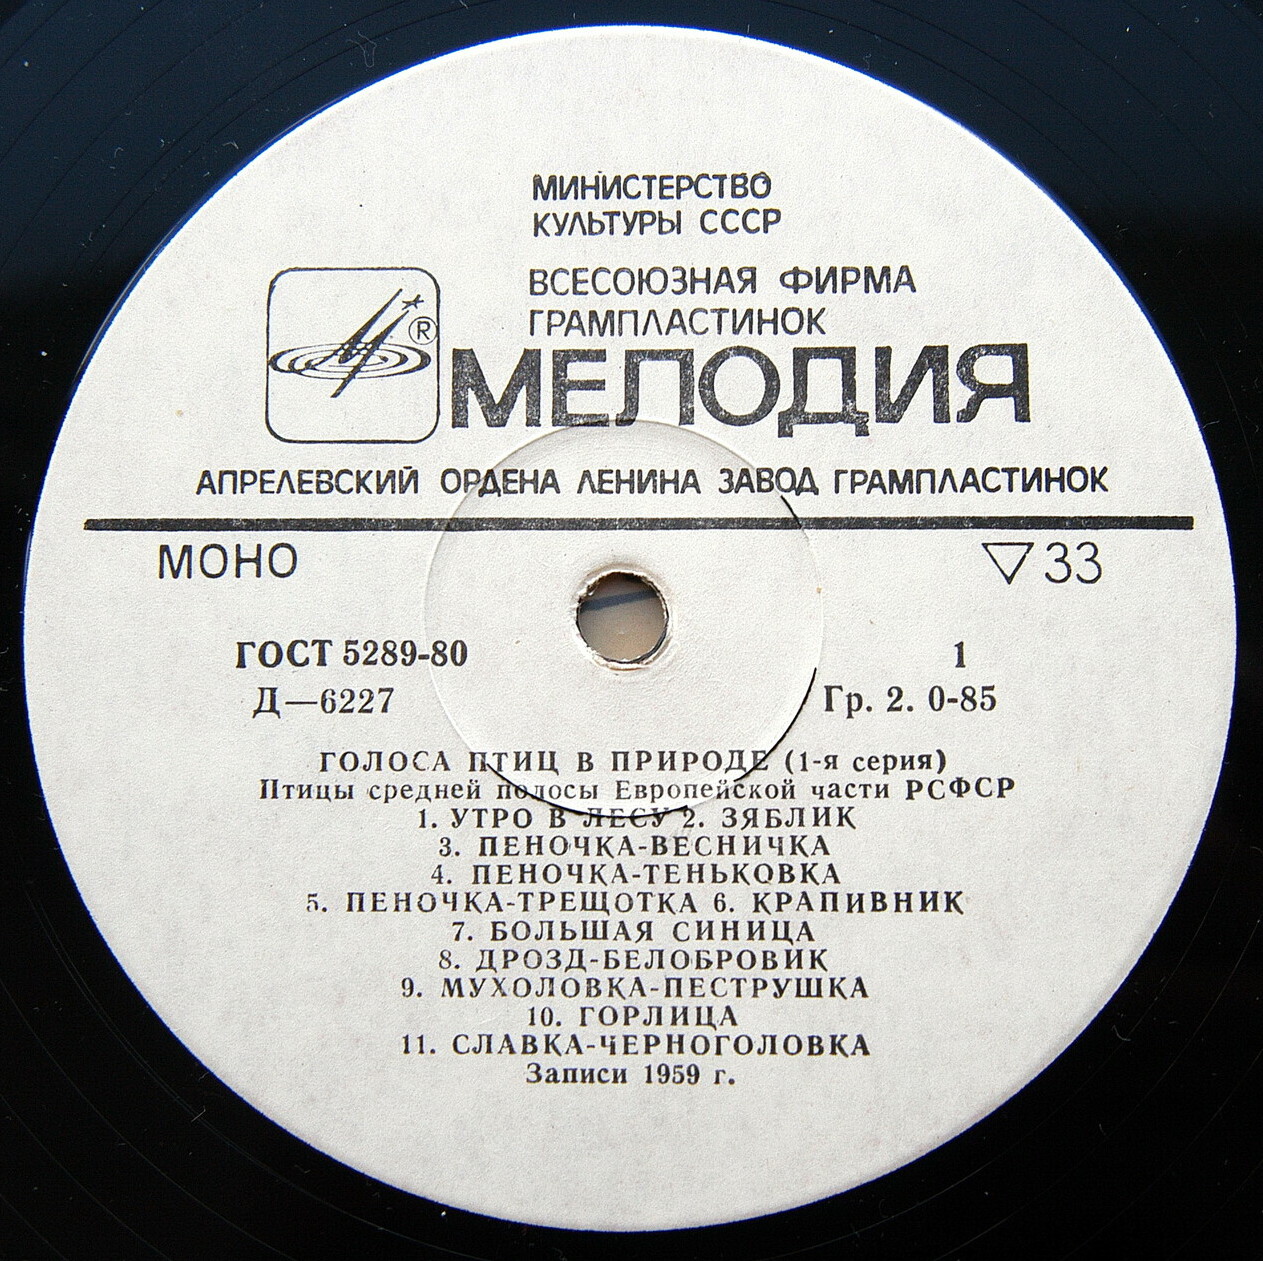 МИНИСТЕРСТВО
КУЛЬТУРЫ СССР
ВСЕСОЮЗНАЯ ФИРМА
ГРАМПЛАСТИНОК
®
МЕЛОДИЯ
АПРЕЛЕВСКИЙ ОРДЕНА ЛЕНИНА ЗАВОД ГРАМПЛАСТИНОК
МОНО ▽ 33
ГОСТ 5289-80 1
Д—6227 Гр. 2. 0-85
ГОЛОСА ПТИЦ В ПРИРОДЕ (1-я серия)
Птицы средней полосы Европейской части РСФСР
1. УТРО В ЛЕСУ 2. ЗЯБЛИК
3. ПЕНОЧКА-ВЕСНИЧКА
4. ПЕНОЧКА-ТЕНЬКОВКА
5. ПЕНОЧКА-ТРЕЩОТКА 6. КРАПИВНИК
7. БОЛЬШАЯ СИНИЦА
8. ДРОЗД-БЕЛОБРОВИК
9. МУХОЛОВКА-ПЕСТРУШКА
10. ГОРЛИЦА
11. СЛАВКА-ЧЕРНОГОЛОВКА
Записи 1959 г.